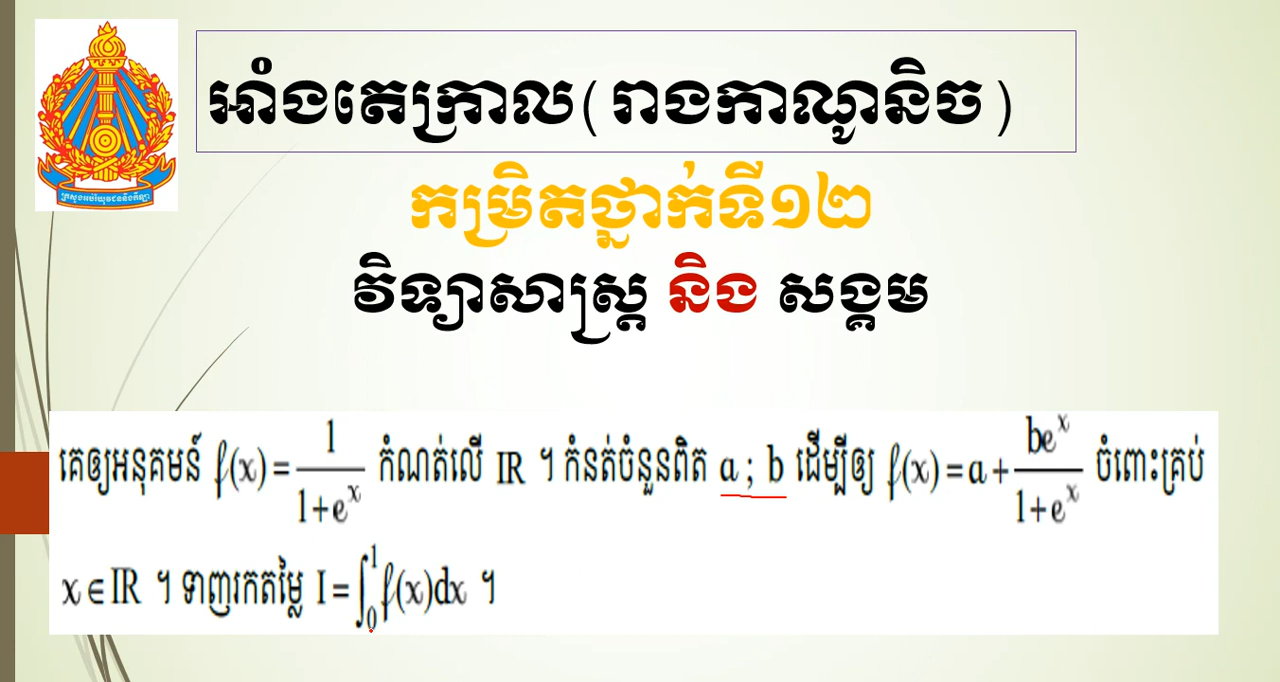 អាំងតេក្រាល(រាងកាណូនិច)
កម្រិតថ្នាក់ទី១២
វិទ្យាសាស្ត្រ និង សង្គម
គេឲ្យអនុគមន៍ f(x)=1/(1+e^x) កំណត់លើ IR ។ កំនត់ចំនួនពិត a ; b ដើម្បីឲ្យ f(x)=a+be^x/(1+e^x) ចំពោះគ្រប់
x∈IR ។ ទាញរកតម្លៃ I=∫₀¹f(x)dx ។